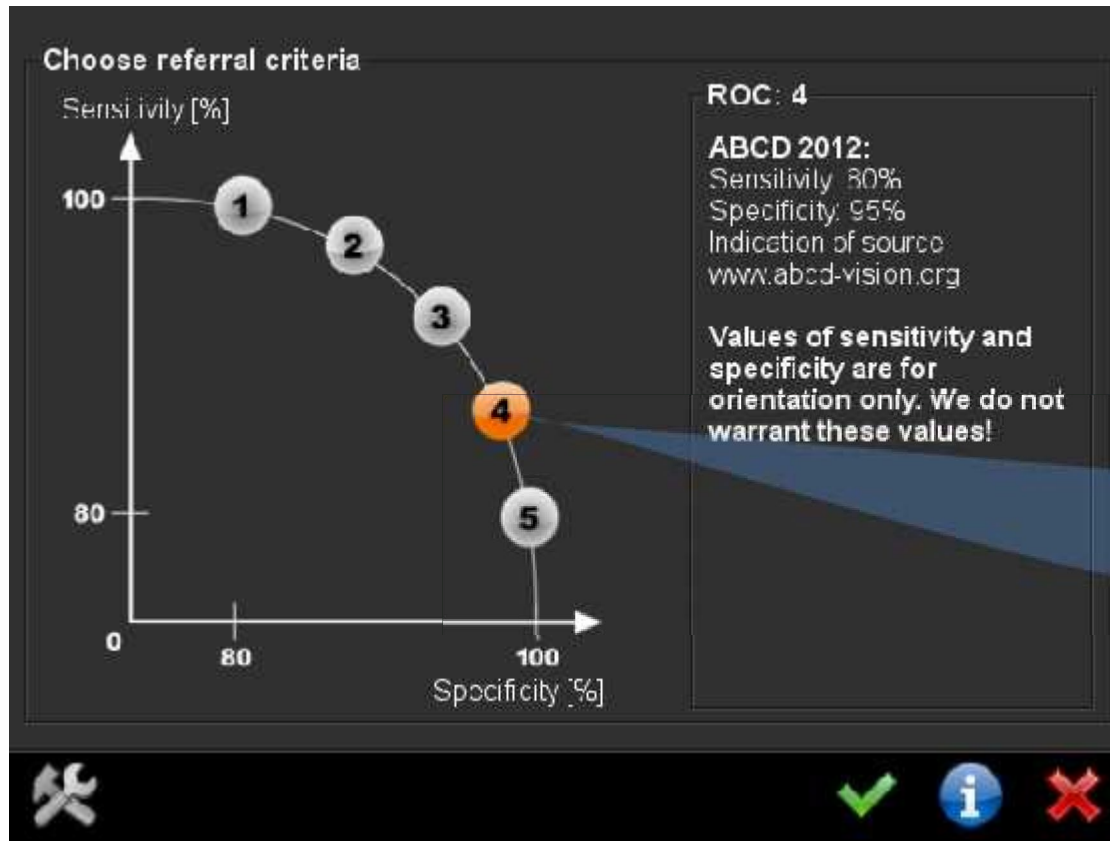 Choose referral criteria
Sensitivity [%]
100
80
0
80
100
Specificity [%]
1
2
3
4
5
ROC: 4
ABCD 2012:
Sensitivity: 80%
Specificity: 95%
Indication of source
www.abcd-vision.org
Values of sensitivity and
specificity are for
orientation only. We do not
warrant these values!